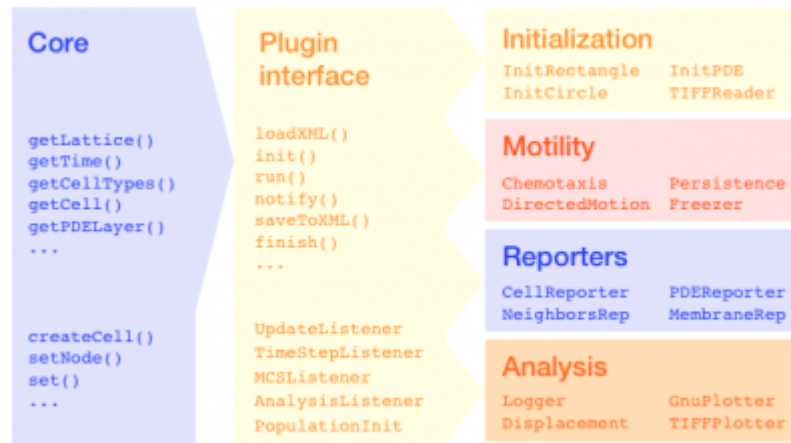 Core
getLattice()
getTime()
getCellTypes()
getCell()
getPDELayer()
...
createCell()
setNode()
set()
...
Plugin
interface
loadXML()
init()
run()
notify()
saveToXML()
finish()
...
UpdateListener
TimeStepListener
MCSListener
AnalysisListener
PopulationInit
Initialization
InitRectangle InitPDE
InitCircle TIFFReader
Motility
Chemotaxis Persistence
DirectedMotion Freezer
Reporters
CellReporter PDEReporter
NeighborsRep MembraneRep
Analysis
Logger GnuPlotter
Displacement TIFFPlotter